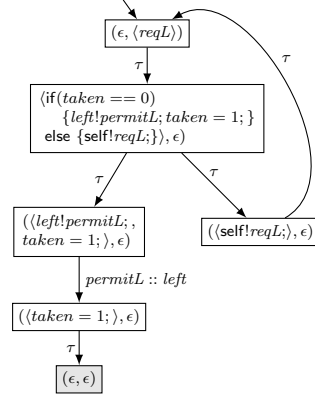 (ϵ, ⟨reqL⟩)
τ
τ
⟨if(taken == 0)
{left!permitL; taken = 1; }
else {self!reqL;}⟩, ϵ)
τ
τ
(⟨left!permitL; ,
taken = 1; ⟩, ϵ)
(⟨self!reqL;⟩, ϵ)
permitL :: left
(⟨taken = 1; ⟩, ϵ)
τ
(ϵ, ϵ)